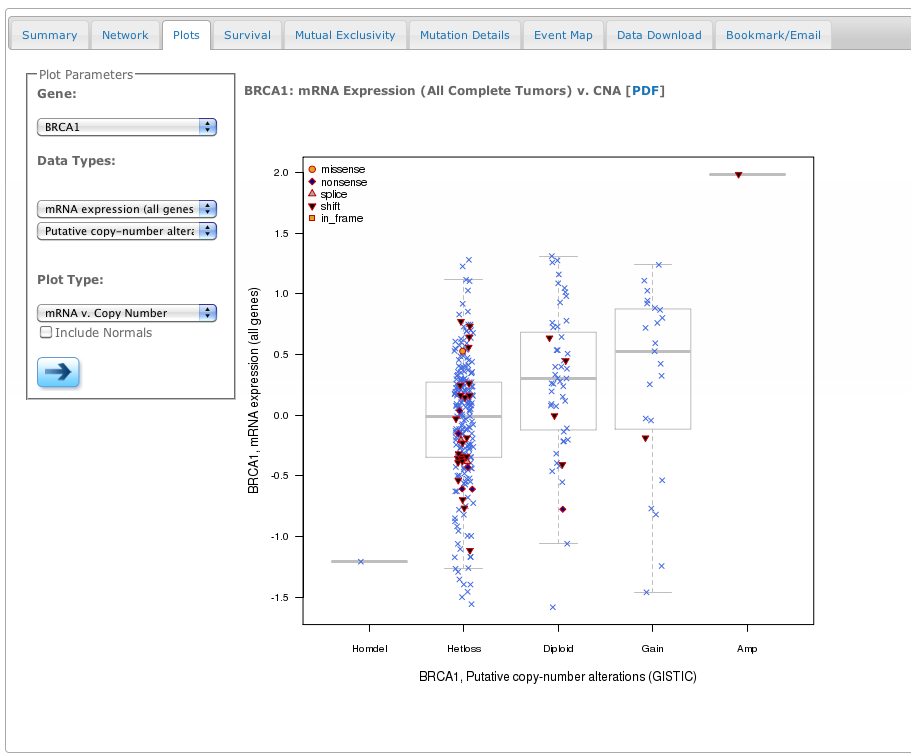 Summary Network Plots Survival Mutual Exclusivity Mutation Details Event Map Data Download Bookmark/Email
Plot Parameters
Gene:
BRCA1
Data Types:
mRNA expression (all genes
Putative copy-number altera
Plot Type:
mRNA v. Copy Number
Include Normals
BRCA1: mRNA Expression (All Complete Tumors) v. CNA [PDF]
missense
nonsense
splice
shift
in_frame
2.0
1.5
1.0
0.5
0.0
-0.5
-1.0
-1.5
BRCA1, mRNA expression (all genes)
Homdel Hetloss Diploid Gain Amp
BRCA1, Putative copy-number alterations (GISTIC)